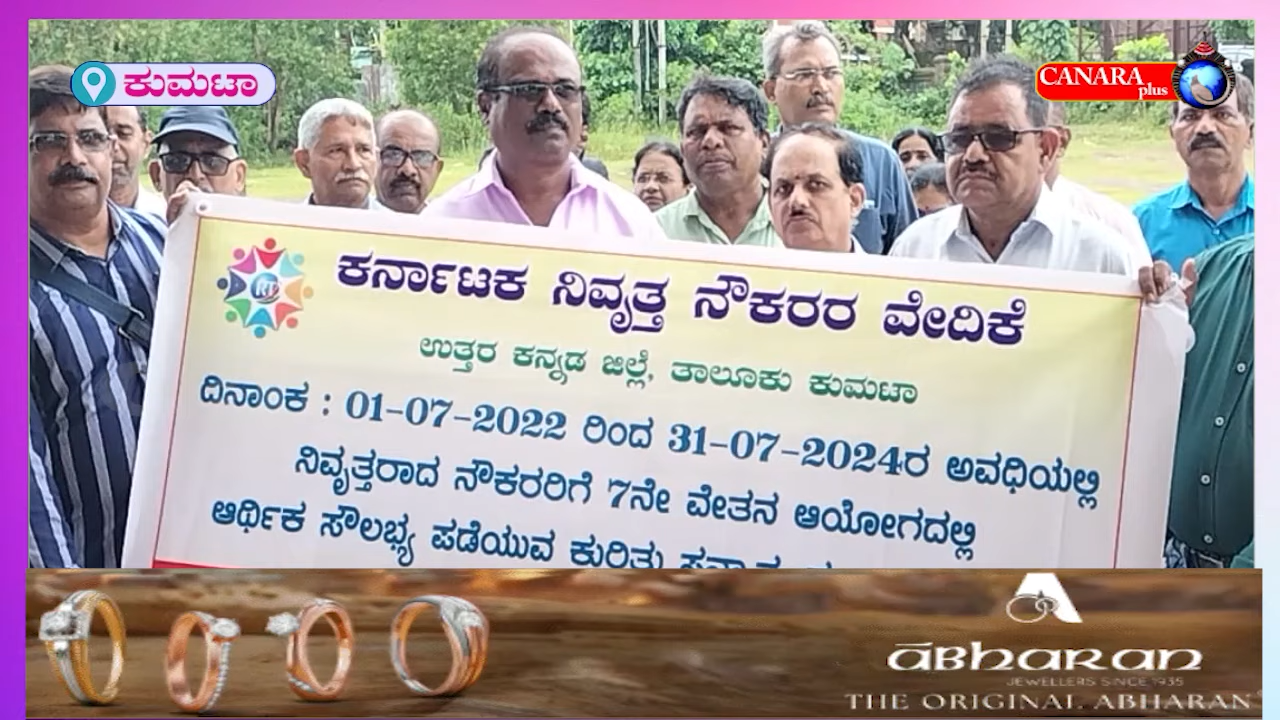 ಕುಮಟಾ
CANARA
plus
RT
ಕರ್ನಾಟಕ ನಿವೃತ್ತ ನೌಕರರ ವೇದಿಕೆ
ಉತ್ತರ ಕನ್ನಡ ಜಿಲ್ಲೆ, ತಾಲೂಕು ಕುಮಟಾ
ದಿನಾಂಕ : 01-07-2022 ರಿಂದ 31-07-2024ರ ಅವಧಿಯಲ್ಲಿ
ನಿವೃತ್ತರಾದ ನೌಕರರಿಗೆ 7ನೇ ವೇತನ ಆಯೋಗದಲ್ಲಿ
ಆರ್ಥಿಕ ಸೌಲಭ್ಯ ಪಡೆಯುವ ಕುರಿತು
ABHARAN
JEWELLERS SINCE 1935
THE ORIGINAL ABHARAN